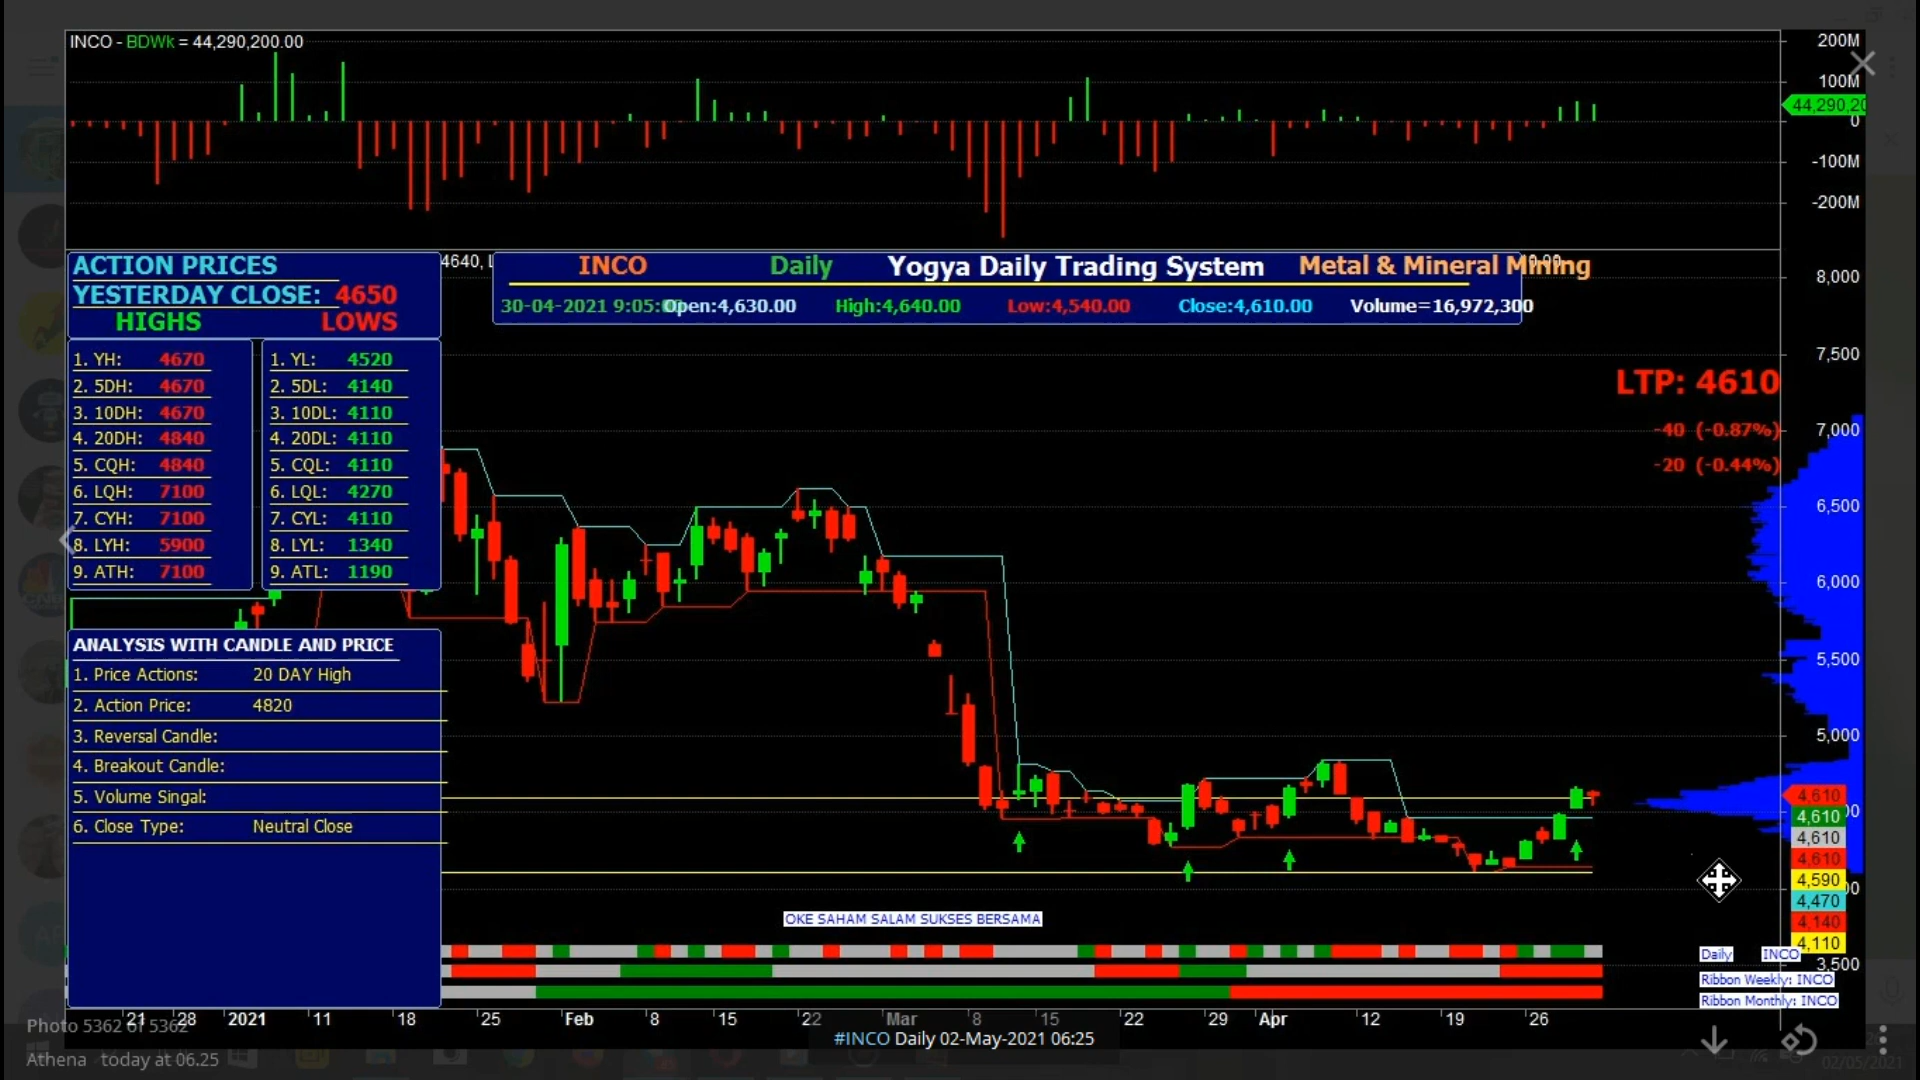 INCO - BDWk = 44,290,200.00
200M
100M
44,290,20
0
-100M
-200M
ACTION PRICES
YESTERDAY CLOSE: 4650
HIGHS LOWS
1. YH: 4670 1. YL: 4520
2. 5DH: 4670 2. 5DL: 4140
3. 10DH: 4670 3. 10DL: 4110
4. 20DH: 4840 4. 20DL: 4110
5. CQH: 4840 5. CQL: 4110
6. LQH: 7100 6. LQL: 4270
7. CYH: 7100 7. CYL: 4110
8. LYH: 5900 8. LYL: 1340
9. ATH: 7100 9. ATL: 1190
4640, L
INCO Daily Yogya Daily Trading System Metal & Mineral Mining
30-04-2021 9:05: Open:4,630.00 High:4,640.00 Low:4,540.00 Close:4,610.00 Volume=16,972,300
LTP: 4610
-40 (-0.87%)
-20 (-0.44%)
8,000
7,500
7,000
6,500
6,000
5,500
5,000
4,610
4,610
4,610
4,610
4,590
4,470
4,140
4,110
3,500
ANALYSIS WITH CANDLE AND PRICE
1. Price Actions: 20 DAY High
2. Action Price: 4820
3. Reversal Candle:
4. Breakout Candle:
5. Volume Singal:
6. Close Type: Neutral Close
OKE SAHAM SALAM SUKSES BERSAMA
Daily INCO
Ribbon Weekly: INCO
Ribbon Monthly: INCO
21 28 2021 11 18 25 Feb 8 15 22 Mar 8 15 22 29 Apr 12 19 26
Photo 5362 of 5362
#INCO Daily 02-May-2021 06:25
Athena today at 06.25
02/05/2021